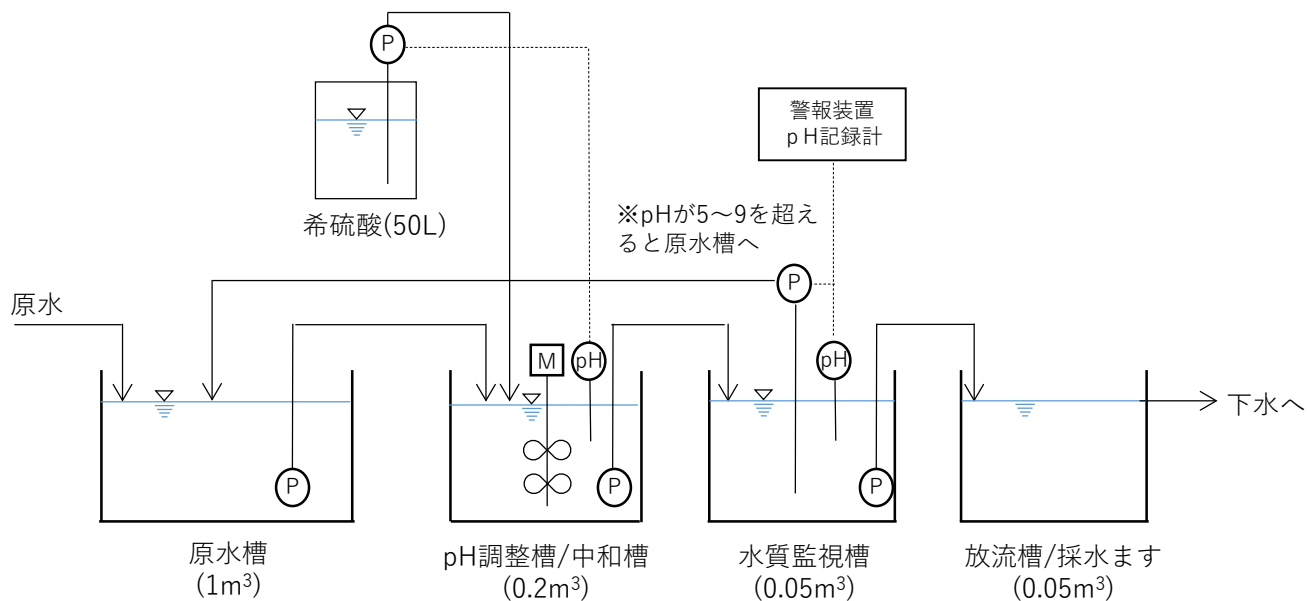 P
希硫酸(50L)
警報装置
pH記録計
※pHが5～9を超え
ると原水槽へ
P
原水
M
pH
pH
P
P
P
下水へ
原水槽
(1m³)
pH調整槽/中和槽
(0.2m³)
水質監視槽
(0.05m³)
放流槽/採水ます
(0.05m³)